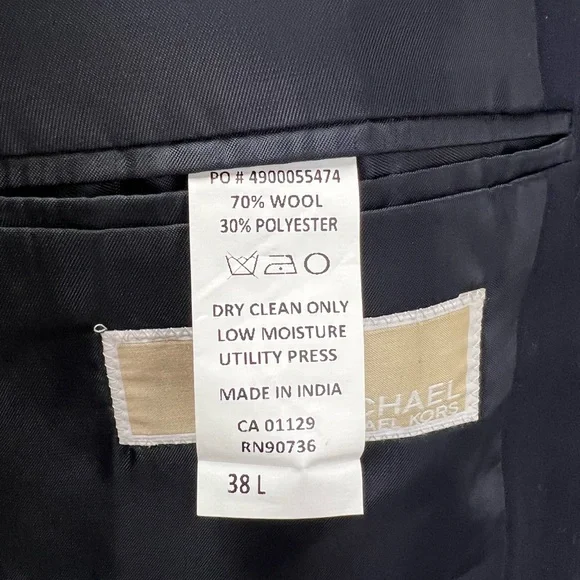 PO # 4900055474
70% WOOL
30% POLYESTER
DRY CLEAN ONLY
LOW MOISTURE
UTILITY PRESS
MADE IN INDIA
CA 01129
RN90736
38 L
CHAEL
AEL KORS